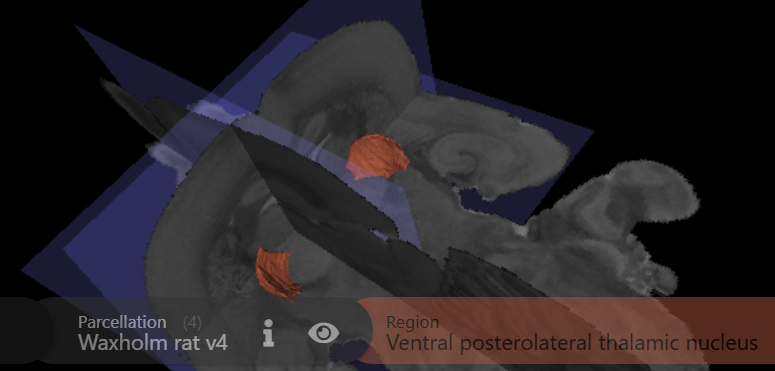 Parcellation (4)
Waxholm rat v4
Region
Ventral posterolateral thalamic nucleus